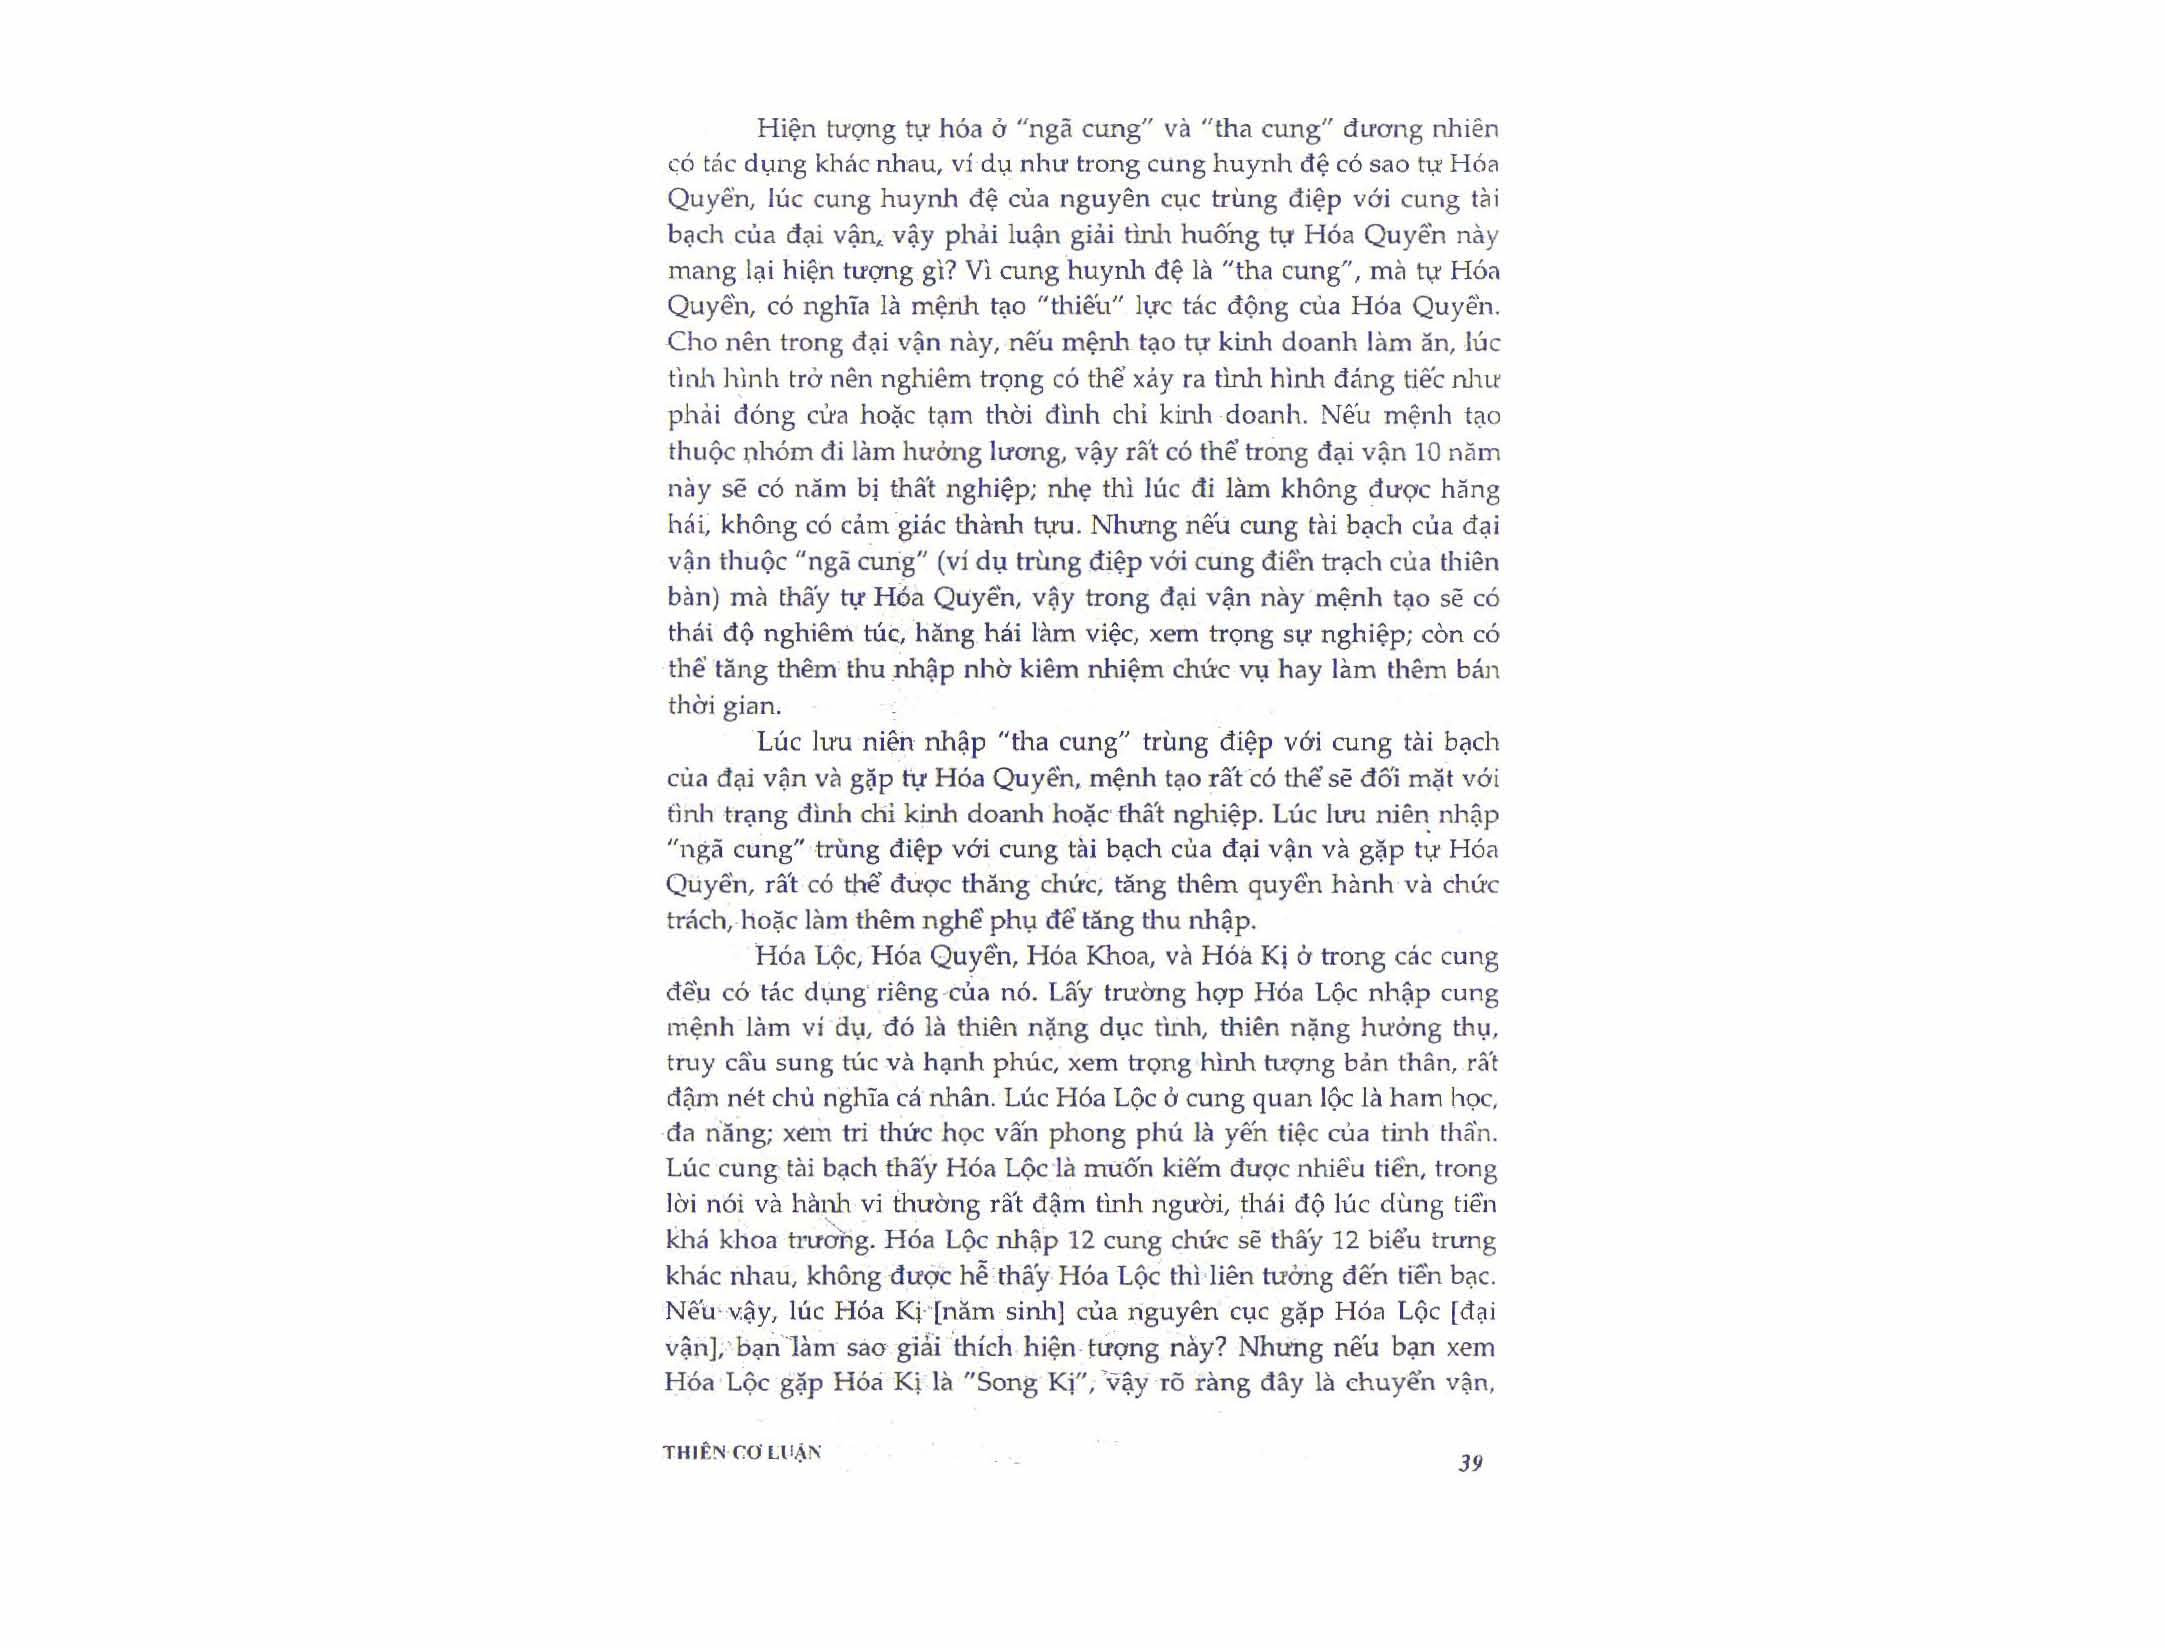 Hiện tượng tự hóa ở "ngã cung" và "tha cung" đương nhiên
có tác dụng khác nhau, ví dụ như trong cung huynh đệ có sao tự Hóa
Quyền, lúc cung huynh đệ của nguyên cục trùng điệp với cung tài
bạch của đại vận, vậy phải luận giải tình huống tự Hóa Quyền này
mang lại hiện tượng gì? Vì cung huynh đệ là "tha cung", mà tự Hóa
Quyền, có nghĩa là mệnh tạo "thiếu" lực tác động của Hóa Quyền.
Cho nên trong đại vận này, nếu mệnh tạo tự kinh doanh làm ăn, lúc
tình hình trở nên nghiêm trọng có thể xảy ra tình hình đáng tiếc như
phải đóng cửa hoặc tạm thời đình chỉ kinh doanh. Nếu mệnh tạo
thuộc nhóm đi làm hưởng lương, vậy rất có thể trong đại vận 10 năm
này sẽ có năm bị thất nghiệp; nhẹ thì lúc đi làm không được hăng
hái, không có cảm giác thành tựu. Nhưng nếu cung tài bạch của đại
vận thuộc "ngã cung" (ví dụ trùng điệp với cung điền trạch của thiên
bàn) mà thấy tự Hóa Quyền, vậy trong đại vận này mệnh tạo sẽ có
thái độ nghiêm túc, hăng hái làm việc, xem trọng sự nghiệp; còn có
thể tăng thêm thu nhập nhờ kiêm nhiệm chức vụ hay làm thêm bán
thời gian.
Lúc lưu niên nhập "tha cung" trùng điệp với cung tài bạch
của đại vận và gặp tự Hóa Quyền, mệnh tạo rất có thể sẽ đối mặt với
tình trạng đình chỉ kinh doanh hoặc thất nghiệp. Lúc lưu niên nhập
"ngã cung" trùng điệp với cung tài bạch của đại vận và gặp tự Hóa
Quyền, rất có thể được thăng chức, tăng thêm quyền hành và chức
trách, hoặc làm thêm nghề phụ để tăng thu nhập.
Hóa Lộc, Hóa Quyền, Hóa Khoa, và Hóa Kị ở trong các cung
đều có tác dụng riêng của nó. Lấy trường hợp Hóa Lộc nhập cung
mệnh làm ví dụ, đó là thiên nặng dục tình, thiên nặng hưởng thụ,
truy cầu sung túc và hạnh phúc, xem trọng hình tượng bản thân, rất
đậm nét chủ nghĩa cá nhân. Lúc Hóa Lộc ở cung quan lộc là ham học,
đa năng; xem tri thức học vấn phong phú là yến tiệc của tinh thần.
Lúc cung tài bạch thấy Hóa Lộc là muốn kiếm được nhiều tiền, trong
lời nói và hành vi thường rất đậm tình người, thái độ lúc dùng tiền
khá khoa trường. Hóa Lộc nhập 12 cung chức sẽ thấy 12 biểu trưng
khác nhau, không được hễ thấy Hóa Lộc thì liên tưởng đến tiền bạc.
Nếu vậy, lúc Hóa Kị [năm sinh] của nguyên cục gặp Hóa Lộc [đại
vận], bạn làm sao giải thích hiện tượng này? Nhưng nếu bạn xem
Hóa Lộc gặp Hóa Kị là "Song Kị", vậy rõ ràng đây là chuyển vận,
THIÊN CƠ LUẬN
39